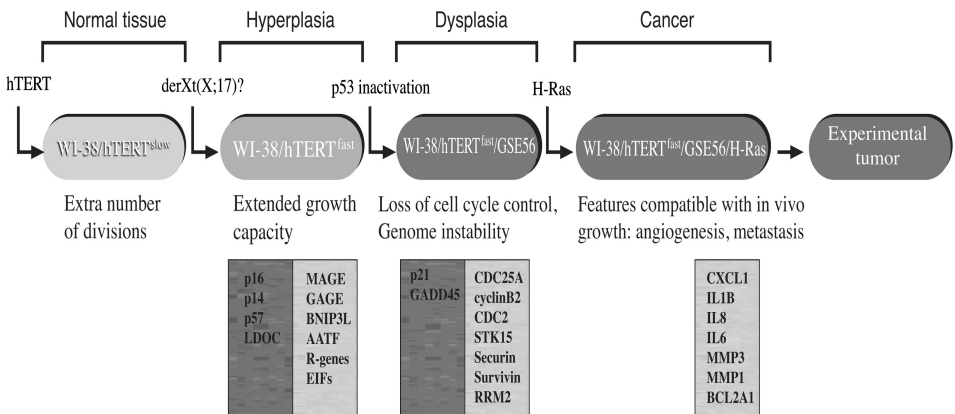 Normal tissue
Hyperplasia
Dysplasia
Cancer
hTERT
derXt(X;17)?
p53 inactivation
H-Ras
WI-38/hTERTslow
WI-38/hTERTfast
WI-38/hTERTfast/GSE56
WI-38/hTERTfast/GSE56/H-Ras
Experimental
tumor
Extra number
of divisions
Extended growth
capacity
Loss of cell cycle control,
Genome instability
Features compatible with in vivo
growth: angiogenesis, metastasis
p16
p14
p57
LDOC
MAGE
GAGE
BNIP3L
AATF
R-genes
EIFs
p21
GADD45
CDC25A
cyclinB2
CDC2
STK15
Securin
Survivin
RRM2
CXCL1
IL1B
IL8
IL6
MMP3
MMP1
BCL2A1